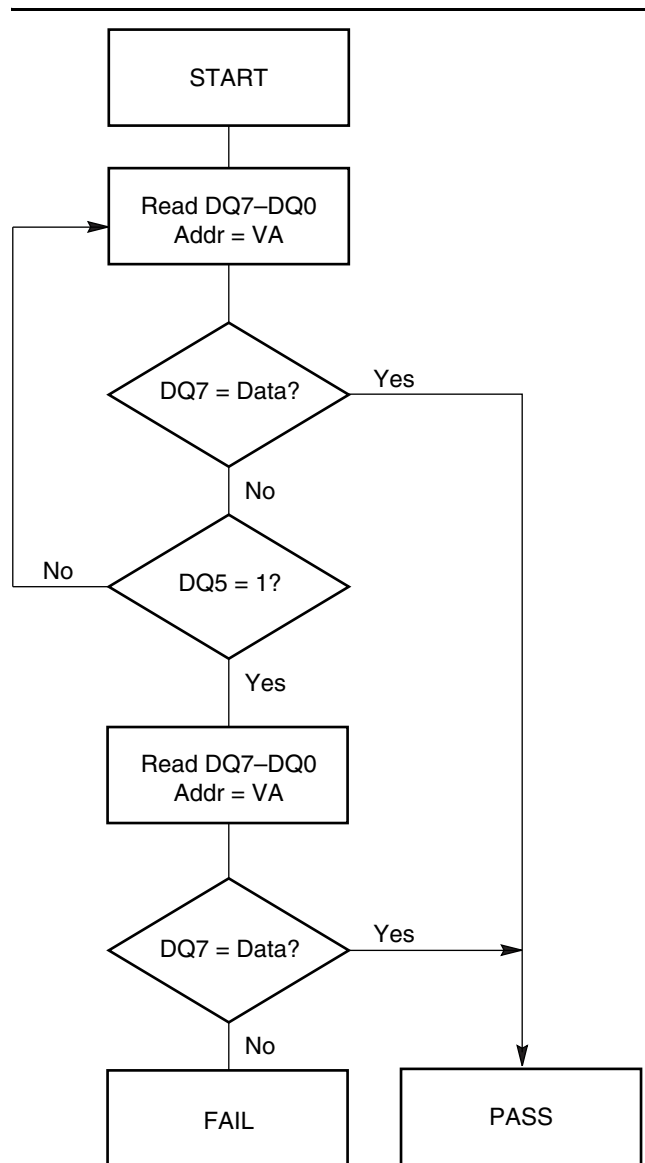 START
Read DQ7–DQ0
Addr = VA
DQ7 = Data?
Yes
No
DQ5 = 1?
No
Yes
Read DQ7–DQ0
Addr = VA
DQ7 = Data?
Yes
No
FAIL
PASS